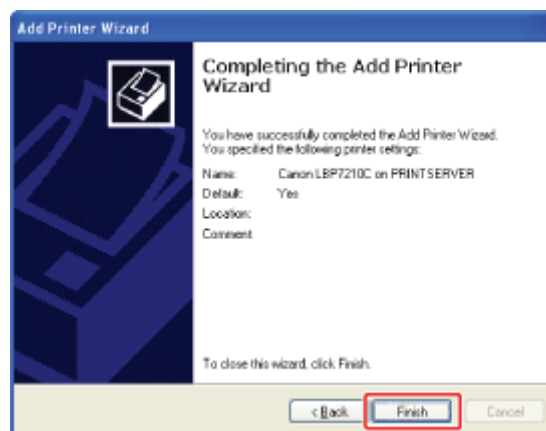 Add Printer Wizard
Completing the Add Printer
Wizard
You have successfully completed the Add Printer Wizard.
You specified the following printer settings:
Name: Canon LBP7210C on PRINTSERVER
Default: Yes
Location:
Comment:
To close this wizard, click Finish.
< Back Finish Cancel